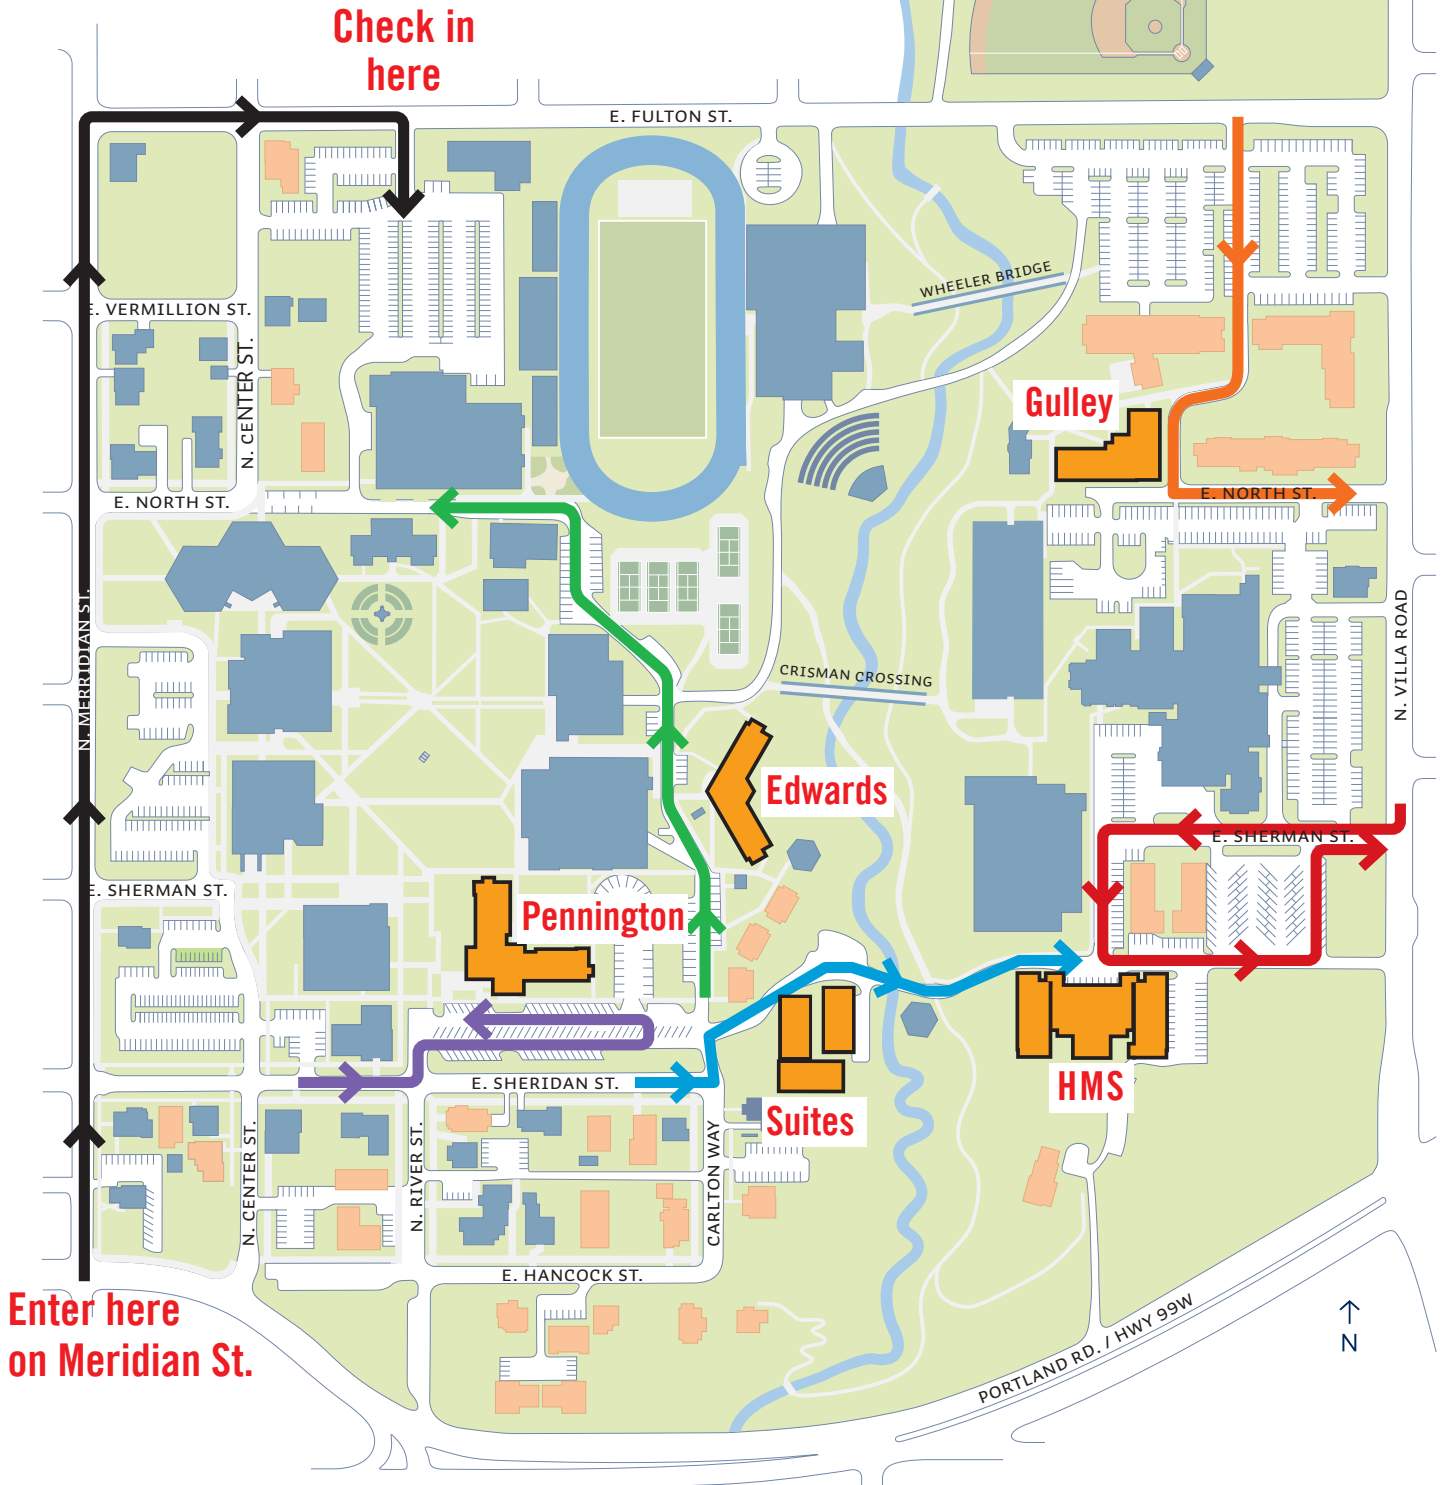 Check in
here
E. FULTON ST.
WHEELER BRIDGE
E. VERMILLION ST.
N. CENTER ST.
Gulley
E. NORTH ST.
E. NORTH ST.
N. MERRIDIAN ST.
N. VILLA ROAD
CRISMAN CROSSING
Edwards
E. SHERMAN ST.
E. SHERMAN ST.
Pennington
E. SHERIDAN ST.
HMS
Suites
N. CENTER ST.
N. RIVER ST.
CARLTON WAY
E. HANCOCK ST.
Enter here
on Meridian St.
PORTLAND RD. / HWY 99W
N